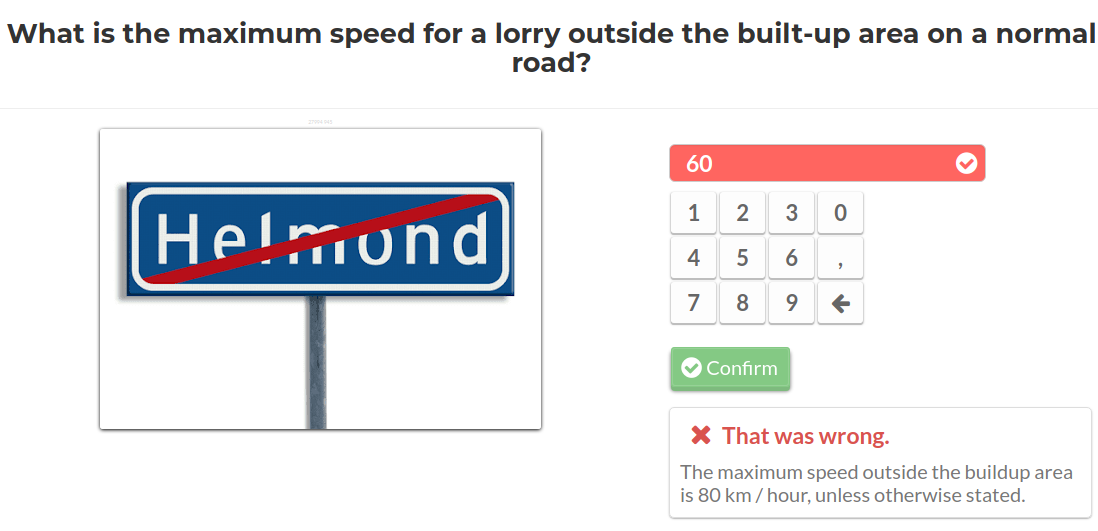 What is the maximum speed for a lorry outside the built-up area on a normal
road?
Helmond
60
1 2 3 0
4 5 6 ,
7 8 9
Confirm
That was wrong.
The maximum speed outside the buildup area
is 80 km / hour, unless otherwise stated.